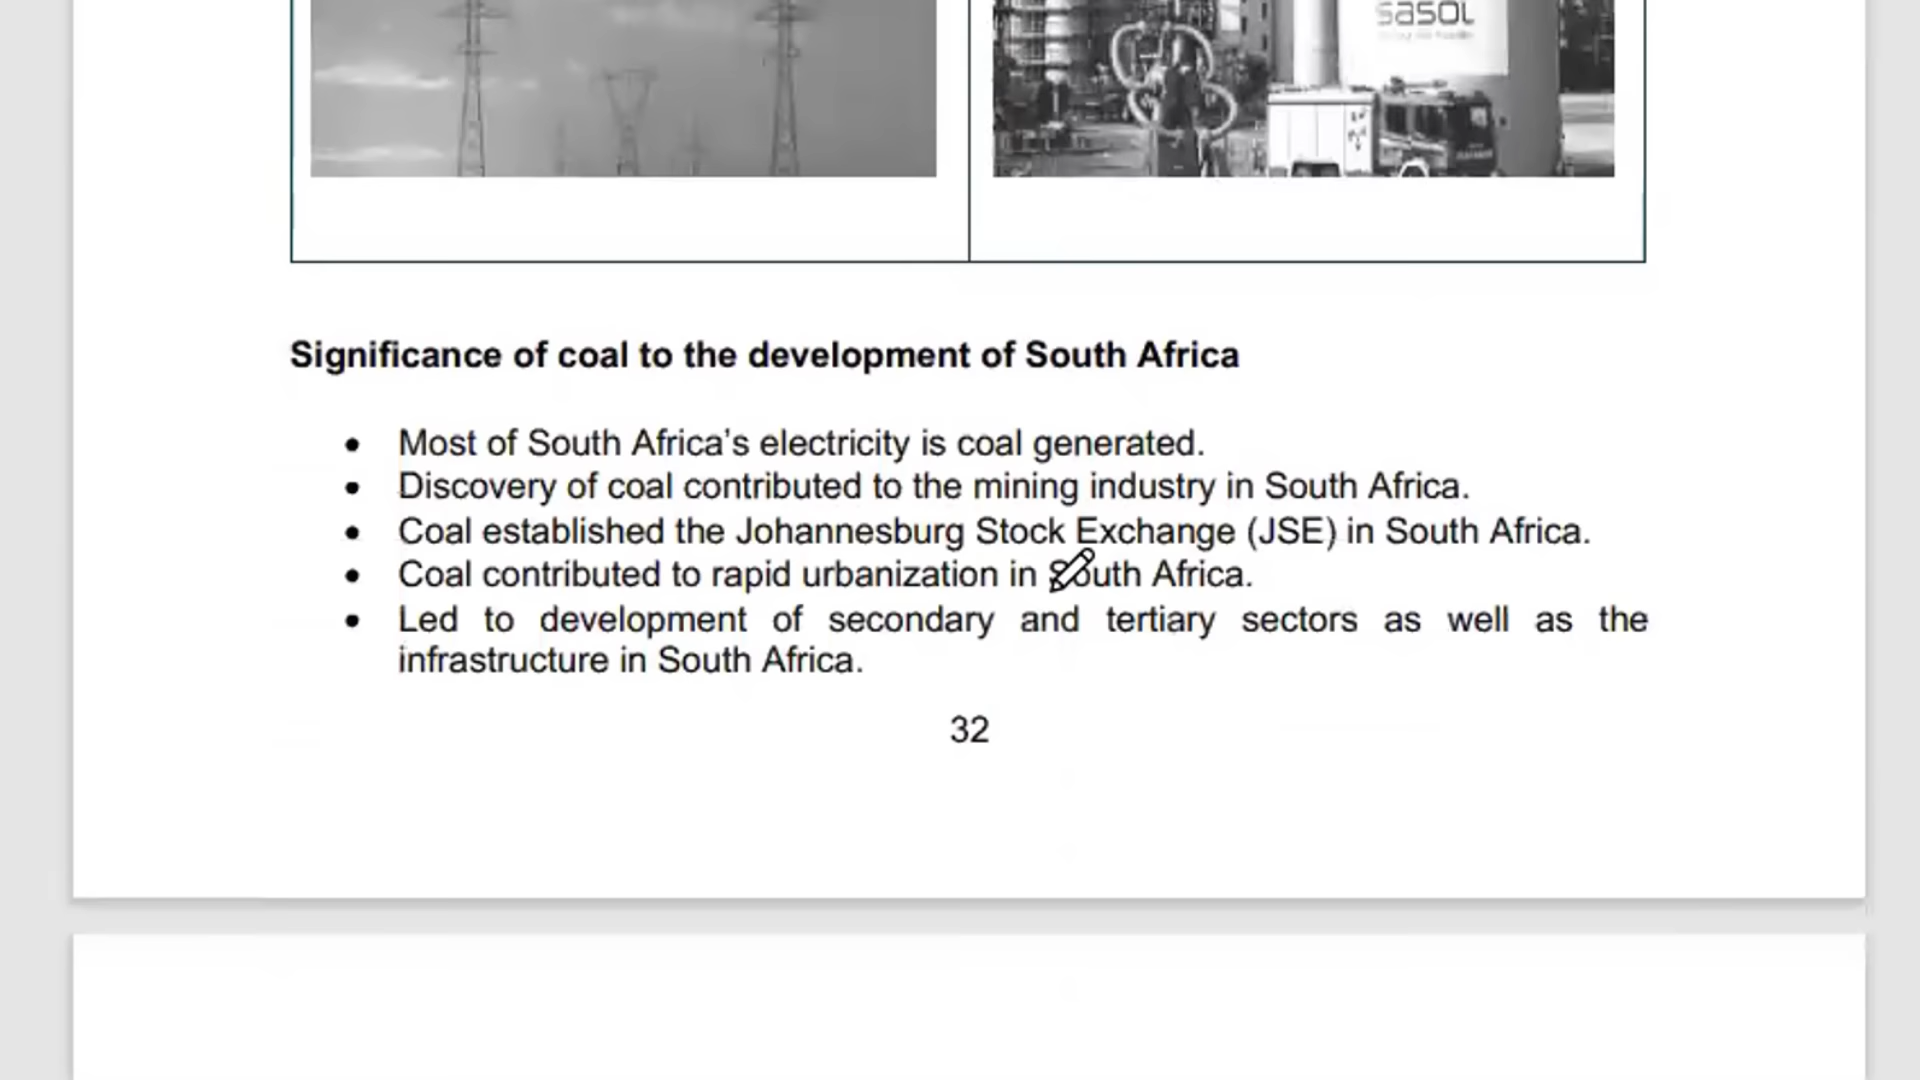 sasol
Significance of coal to the development of South Africa
• Most of South Africa’s electricity is coal generated.
• Discovery of coal contributed to the mining industry in South Africa.
• Coal established the Johannesburg Stock Exchange (JSE) in South Africa.
• Coal contributed to rapid urbanization in South Africa.
• Led to development of secondary and tertiary sectors as well as the
infrastructure in South Africa.
32